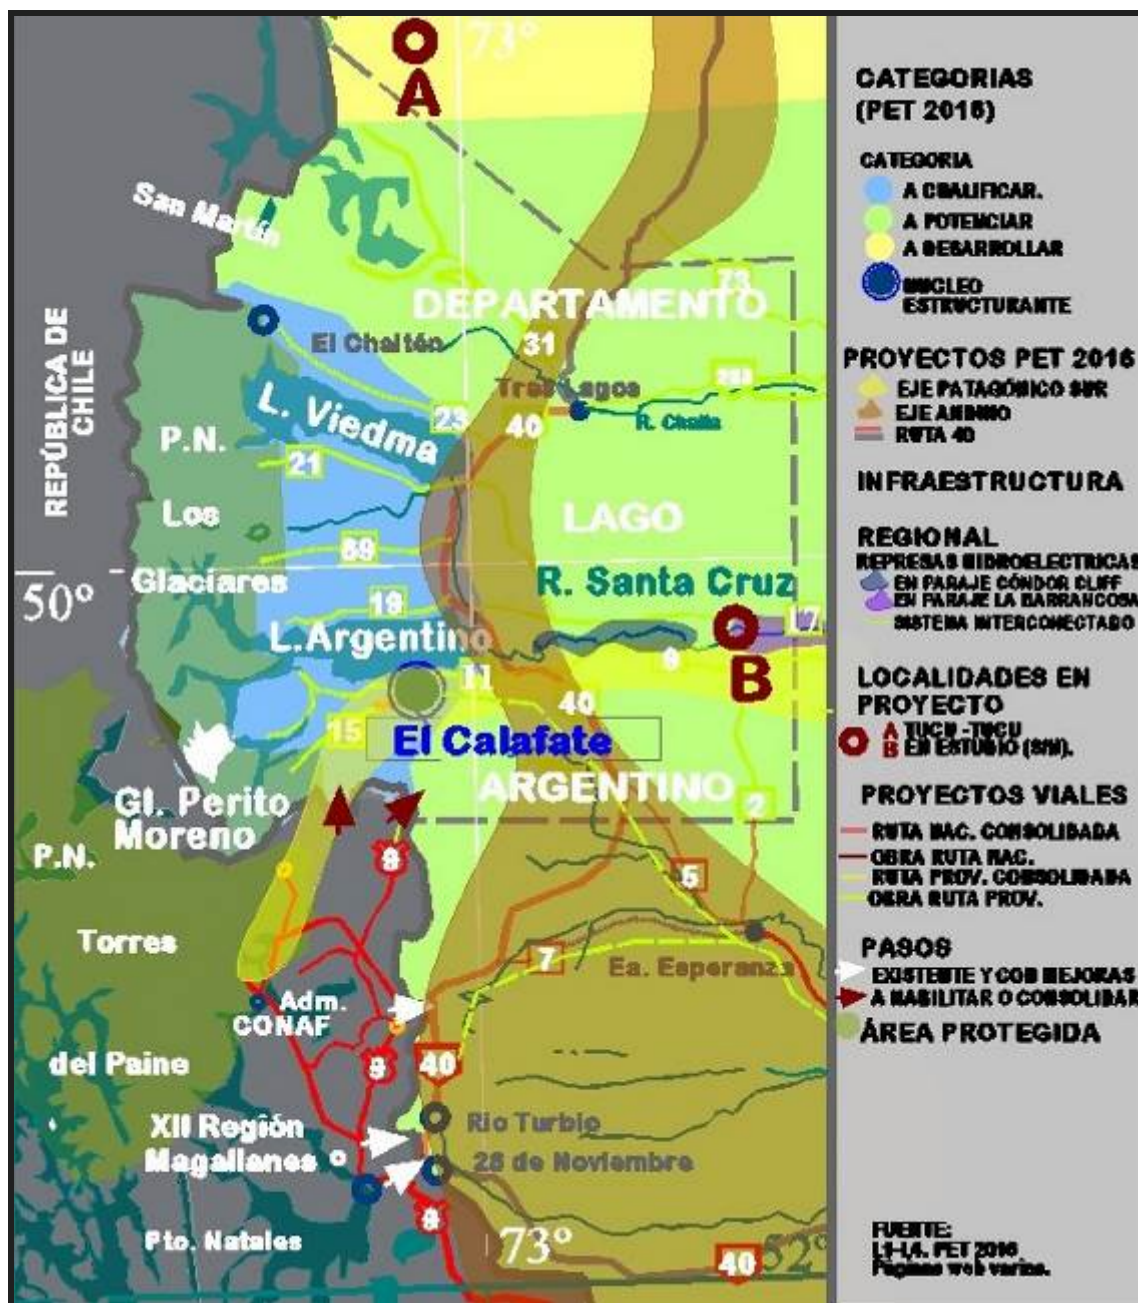 73°
A
San Martín
DEPARTAMENTO
73
REPÚBLICA DE
CHILE
El Chaltén
31
Tres Lagos
288
L. Viedma
23
40
R. Chalía
P.N.
21
Los
LAGO
69
Glaciares
50°
R. Santa Cruz
19
L.Argentino
17
9
11
B
40
15
El Calafate
ARGENTINO
2
Gl. Perito
Moreno
P.N.
9
5
Torres
7
Ea. Esperanza
Adm.
CONAF
del Paine
9
40
XII Región
Magallanes
Rio Turbio
28 de Noviembre
9
Pto. Natales
73°
52°
40
CATEGORIAS
(PET 2016)
CATEGORIA
A CUALIFICAR.
A POTENCIAR
A DESARROLLAR
NUCLEO
ESTRUCTURANTE
PROYECTOS PET 2016
EJE PATAGÓNICO SUR
EJE ANDINO
RUTA 40
INFRAESTRUCTURA
REGIONAL
REPRESAS HIDROELECTRICAS
EN PARAJE CÓNDOR CLIFF
EN PARAJE LA BARRANCOSA
SISTEMA INTERCONECTADO
LOCALIDADES EN
PROYECTO
A TUCU-TUCU
B EN ESTUDIO (S/N).
PROYECTOS VIALES
RUTA NAC. CONSOLIDADA
OBRA RUTA NAC.
RUTA PROV. CONSOLIDADA
OBRA RUTA PROV.
PASOS
EXISTENTE Y CON MEJORAS
A HABILITAR O CONSOLIDAR
ÁREA PROTEGIDA
FUENTE:
PET 2016
Páginas web varias.